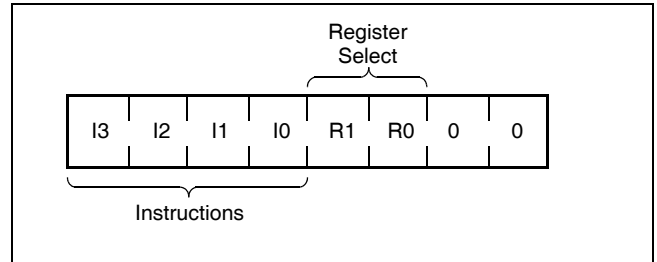 Register
Select
I3 I2 I1 I0 R1 R0 0 0
Instructions